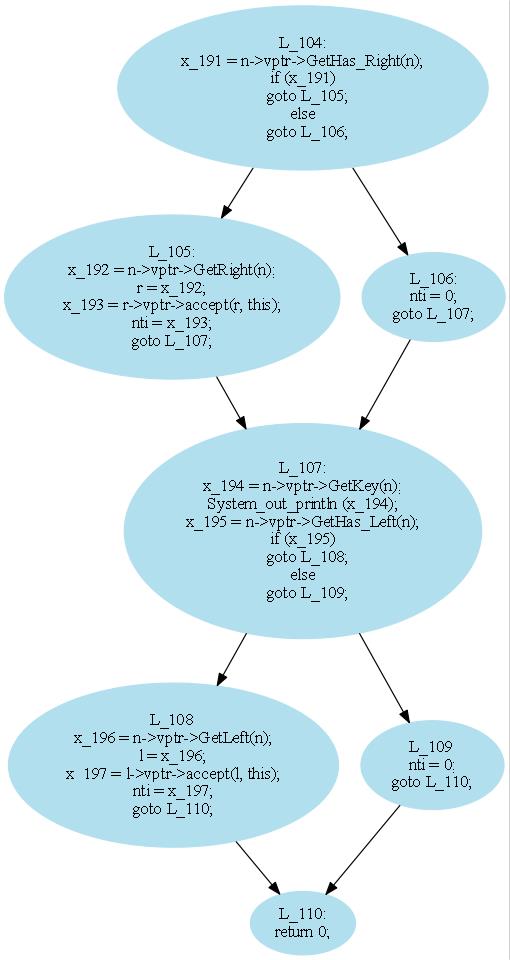 L_104:
x_191 = n->vptr->GetHas_Right(n);
if (x_191)
goto L_105;
else
goto L_106;
L_105:
x_192 = n->vptr->GetRight(n);
r = x_192;
x_193 = r->vptr->accept(r, this);
nti = x_193;
goto L_107;
L_106:
nti = 0;
goto L_107;
L_107:
x_194 = n->vptr->GetKey(n);
System_out_println (x_194);
x_195 = n->vptr->GetHas_Left(n);
if (x_195)
goto L_108;
else
goto L_109;
L_108
x_196 = n->vptr->GetLeft(n);
l = x_196;
x_197 = l->vptr->accept(l, this);
nti = x_197;
goto L_110;
L_109
nti = 0;
goto L_110;
L_110:
return 0;